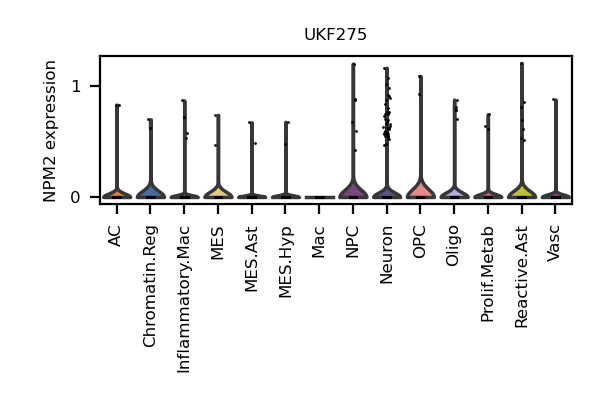 UKF275
NPM2 expression
1
0
AC
Chromatin.Reg
Inflammatory.Mac
MES
MES.Ast
MES.Hyp
Mac
NPC
Neuron
OPC
Oligo
Prolif.Metab
Reactive.Ast
Vasc